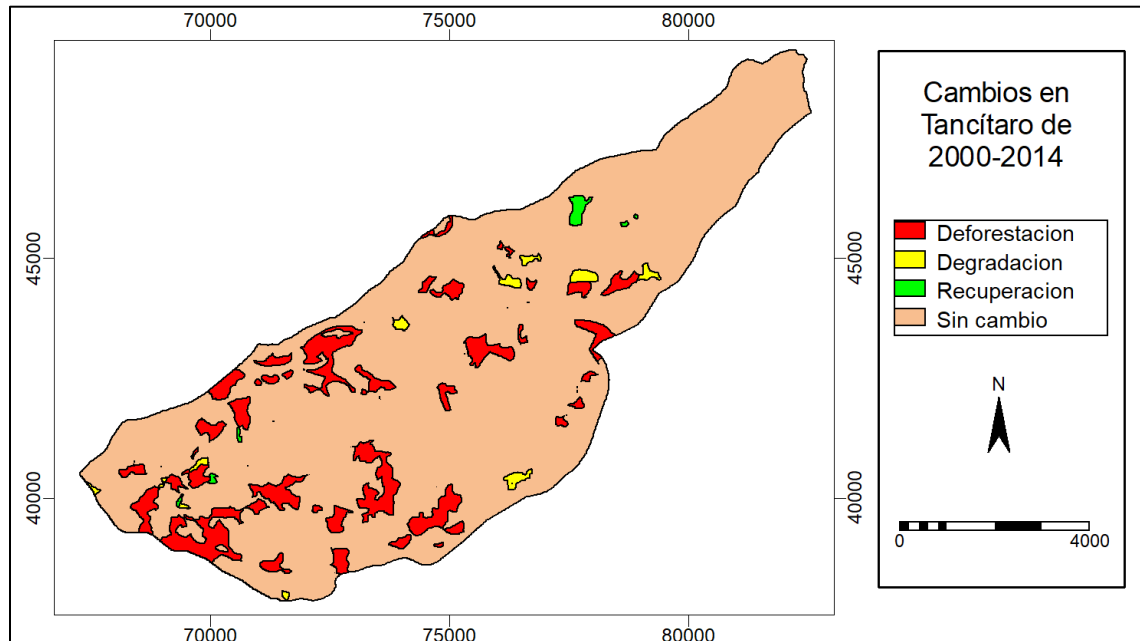 70000 75000 80000
Cambios en
Tancítaro de
2000-2014
Deforestacion
Degradacion
Recuperacion
Sin cambio
45000 45000
40000 40000
N
0 4000
70000 75000 80000